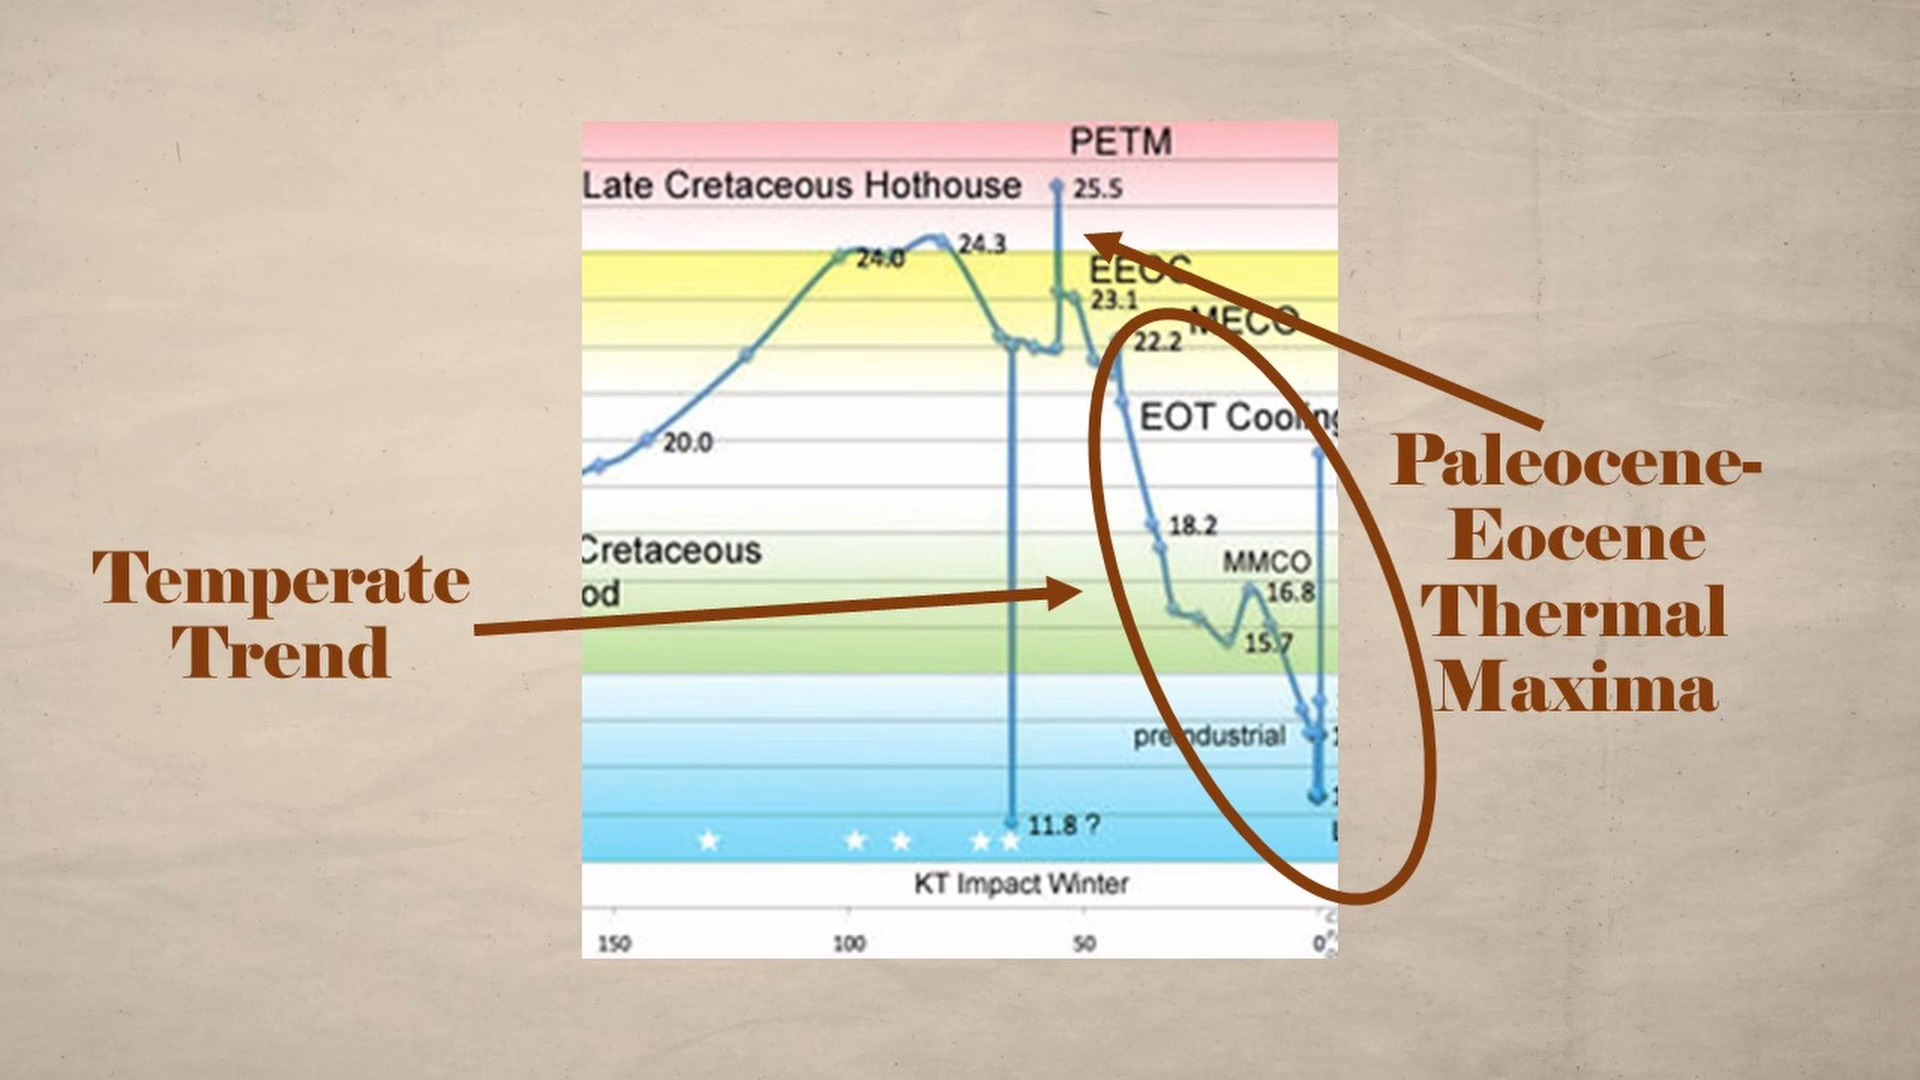 PETM
Late Cretaceous Hothouse
25.5
24.0
24.3
EEOC
23.1
MECO
22.2
EOT Cooling
20.0
18.2
Cretaceous
od
MMCO
16.8
15.7
preindustrial
11.8 ?
KT Impact Winter
150 100 50 0
Temperate
Trend
Paleocene-
Eocene
Thermal
Maxima